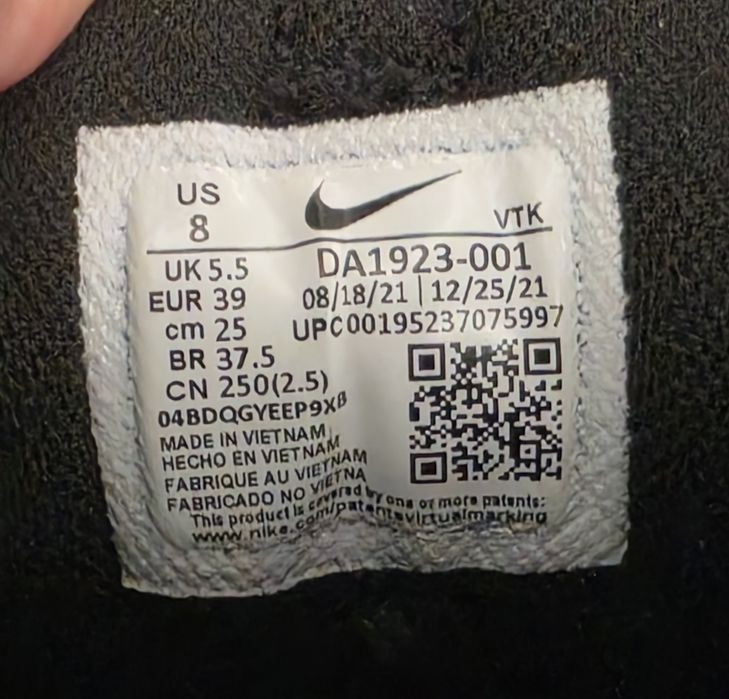 US
8
VTK
UK 5.5
DA1923-001
EUR 39
08/18/21 | 12/25/21
cm 25
UPC00195237075997
BR 37.5
CN 250(2.5)
04BDQGYEEP9XB
MADE IN VIETNAM
HECHO EN VIETNAM
FABRIQUE AU VIETNAM
FABRICADO NO VIETNA
This product is covered by one or more patents:
www.nike.com/patentsvirtualmarking